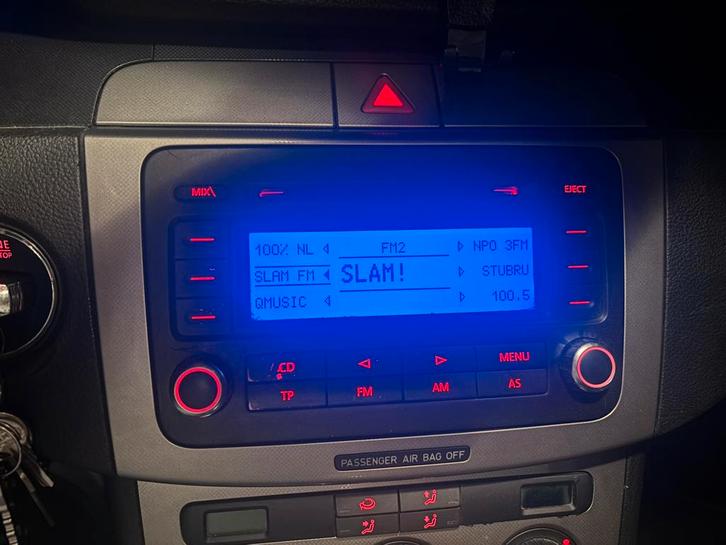 MIX
EJECT
100% NL FM2 NPO 3FM
SLAM FM SLAM! STUBRU
QMUSIC 100.5
CD MENU
TP FM AM AS
PASSENGER AIR BAG OFF